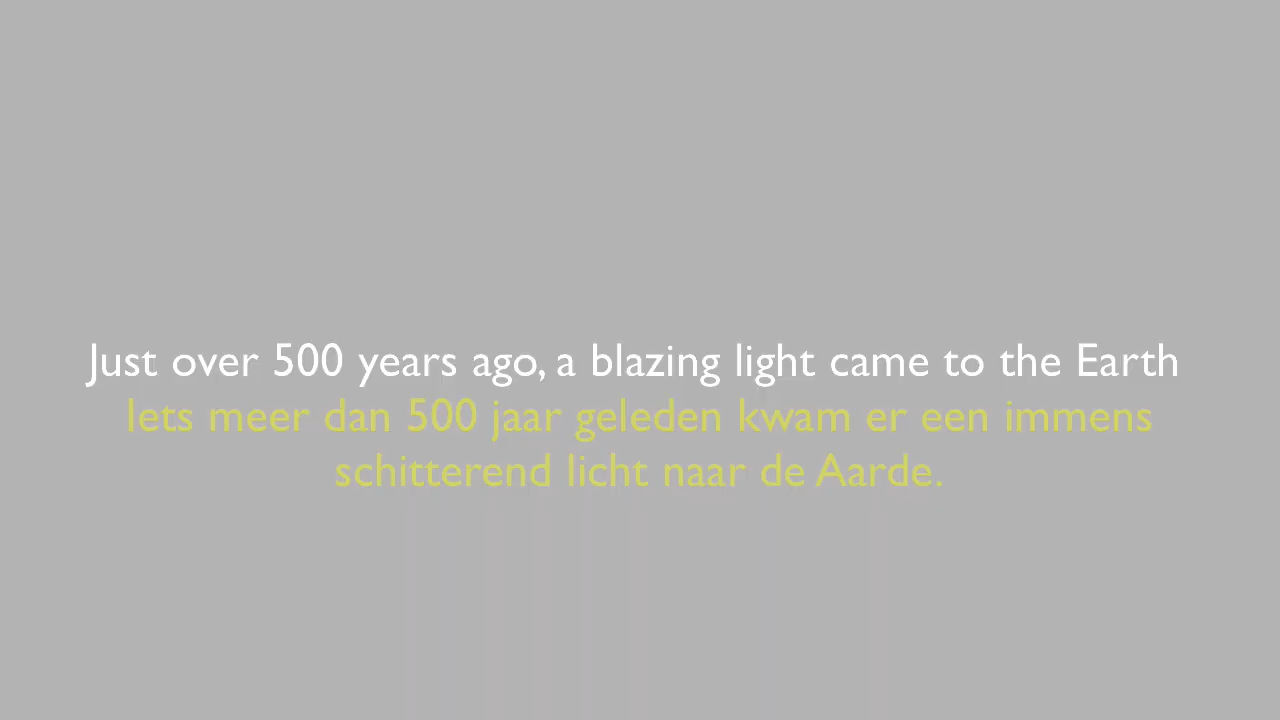 Just over 500 years ago, a blazing light came to the Earth
Iets meer dan 500 jaar geleden kwam er een immens
schitterend licht naar de Aarde.